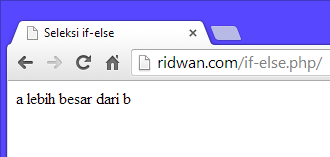 Seleksi if-else
ridwan.com/if-else.php/
a lebih besar dari b